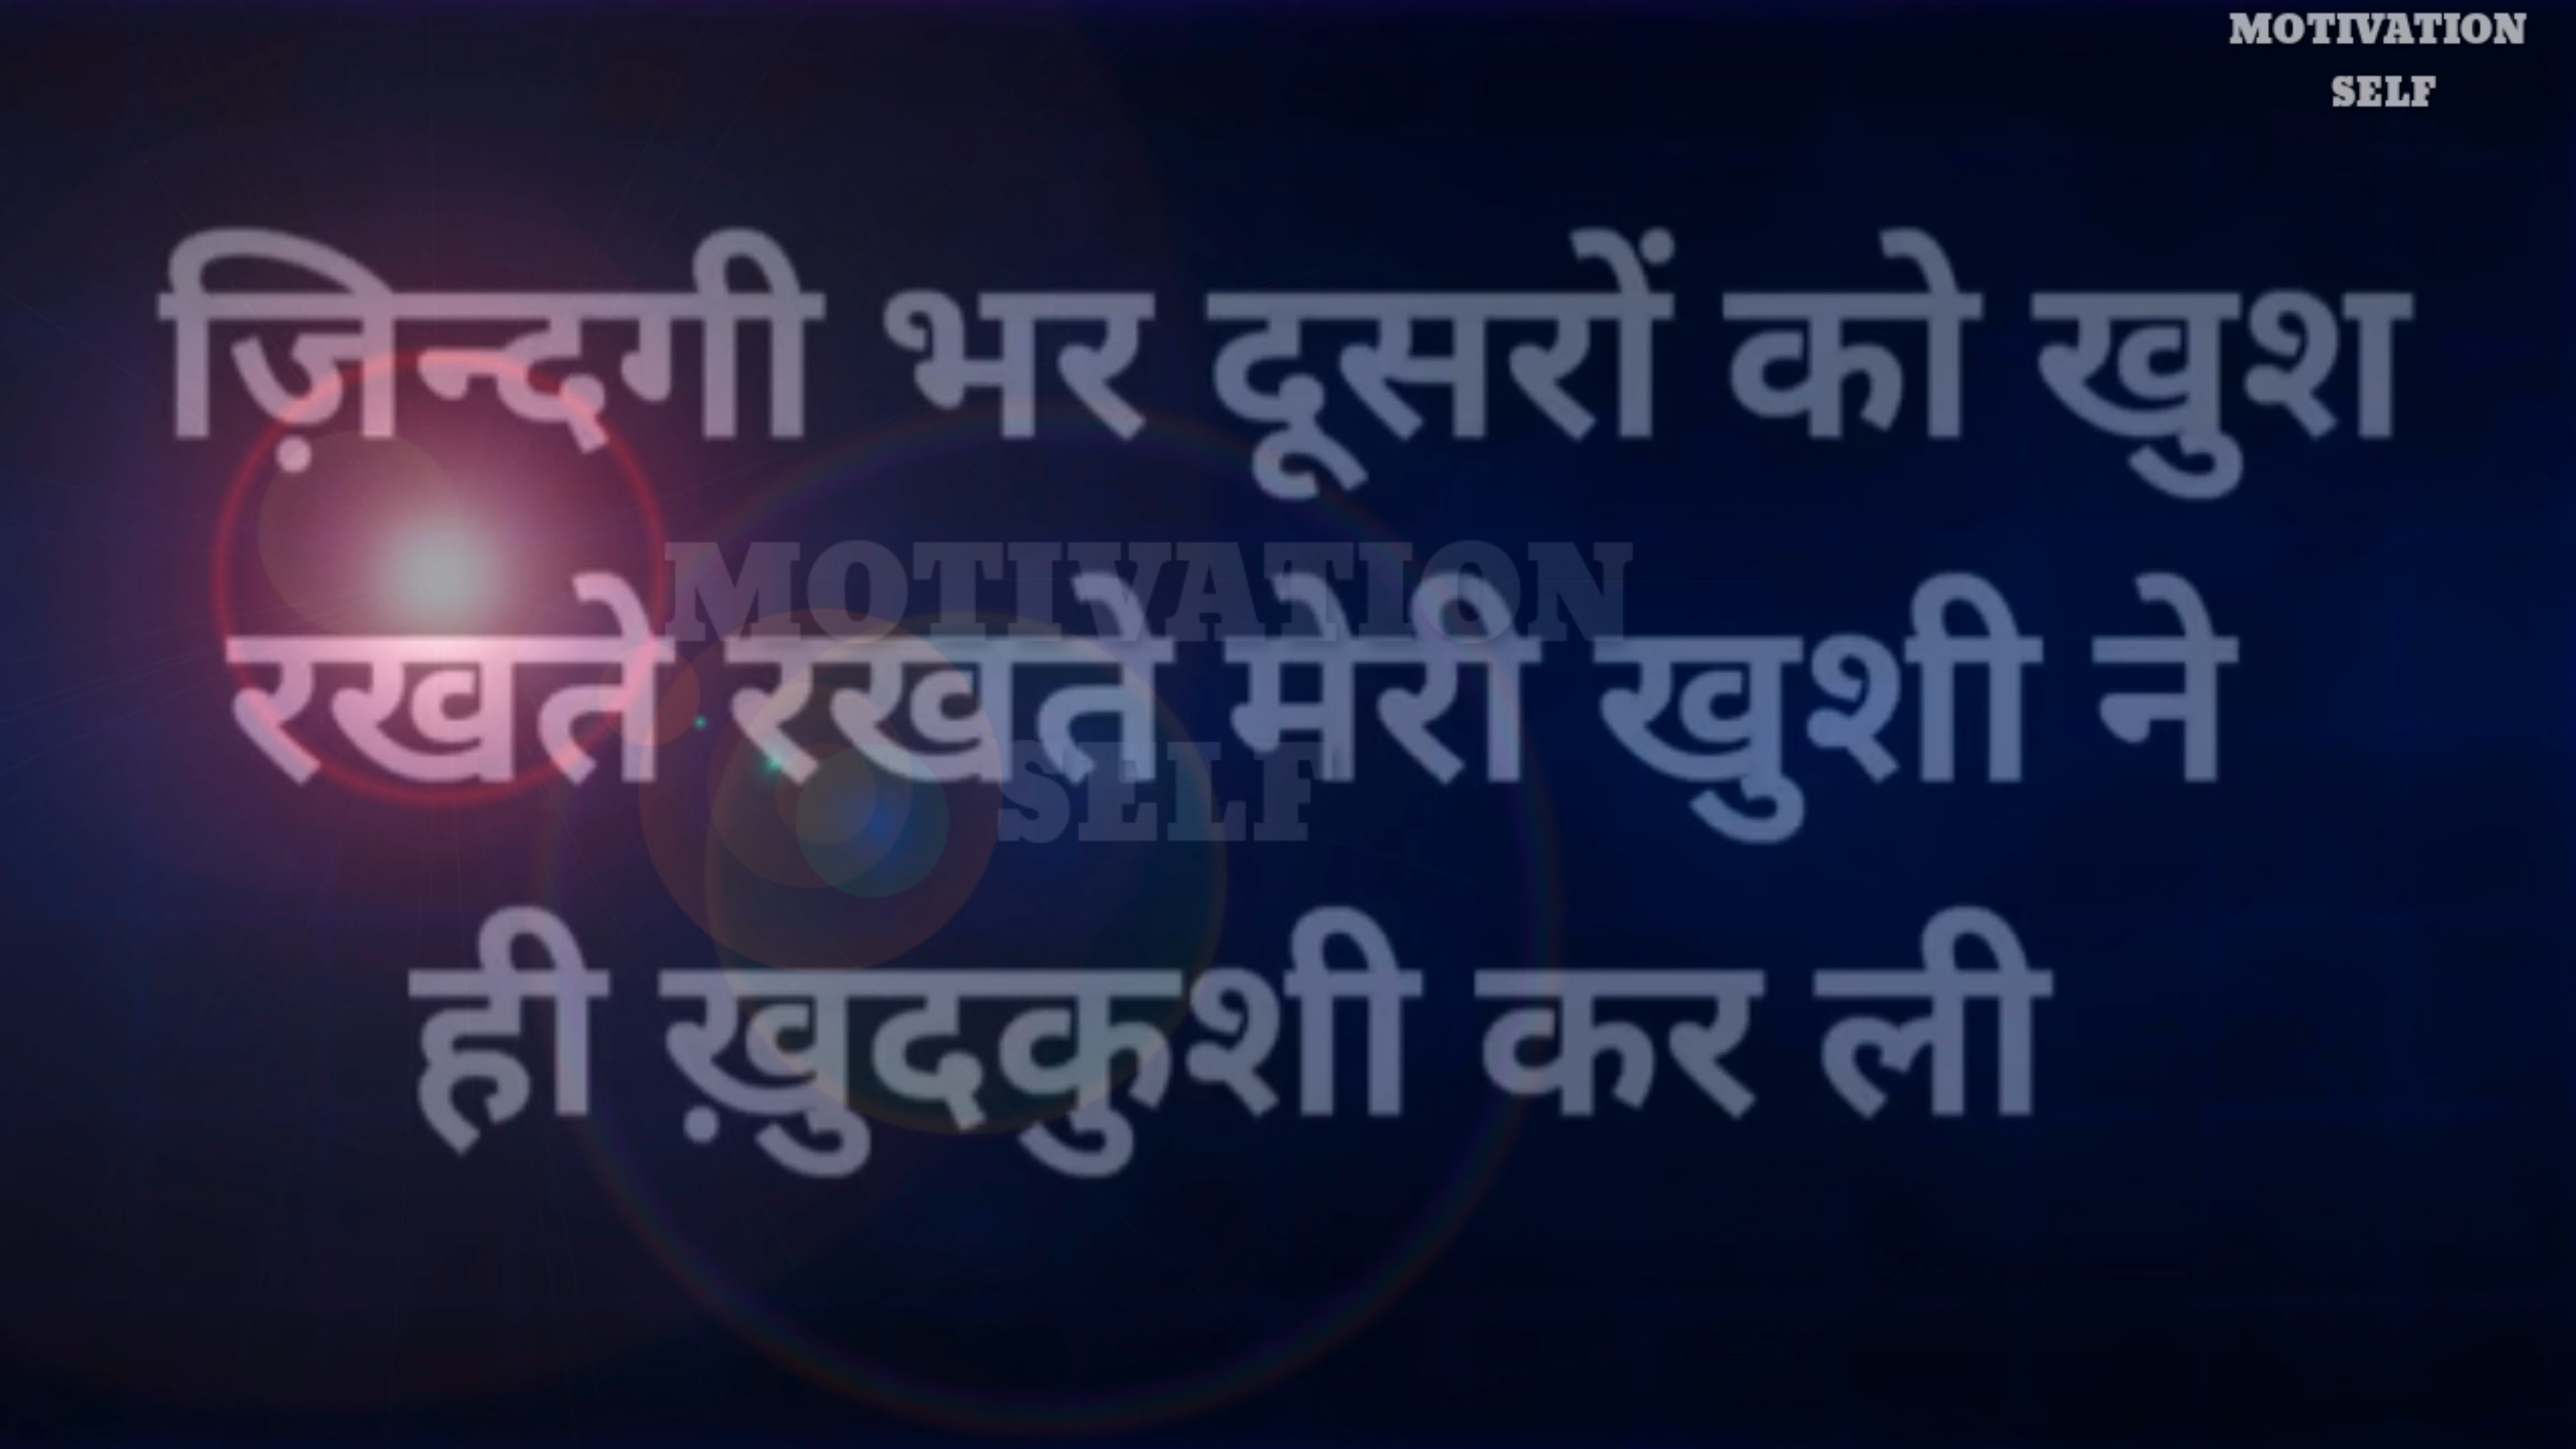 MOTIVATION
SELF
ज़िन्दगी भर दूसरों को खुश
रखते रखते मेरी खुशी ने
ही ख़ुदकुशी कर ली
MOTIVATION
SELF